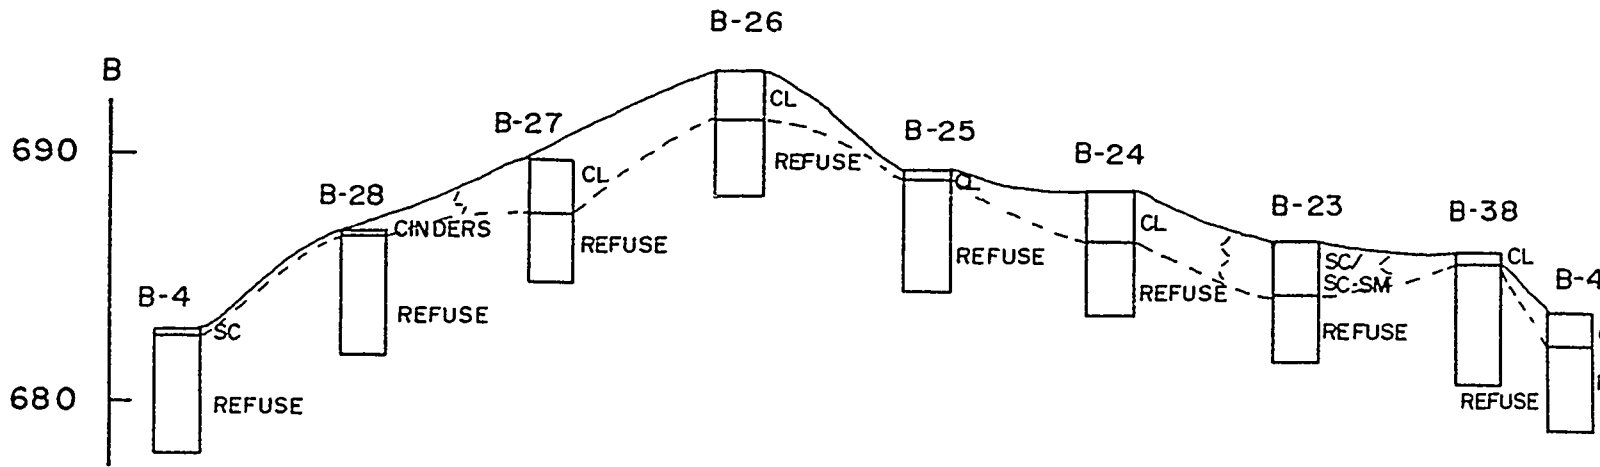 B-26
B
CL
B-27
B-25
690
B-24
REFUSE
CL
CL
B-28
B-23
B-38
CL
CINDERS
REFUSE
REFUSE
SC/
CL
B-4
SC-SM
B-4
REFUSE
REFUSE
SC
REFUSE
680
REFUSE
REFUSE